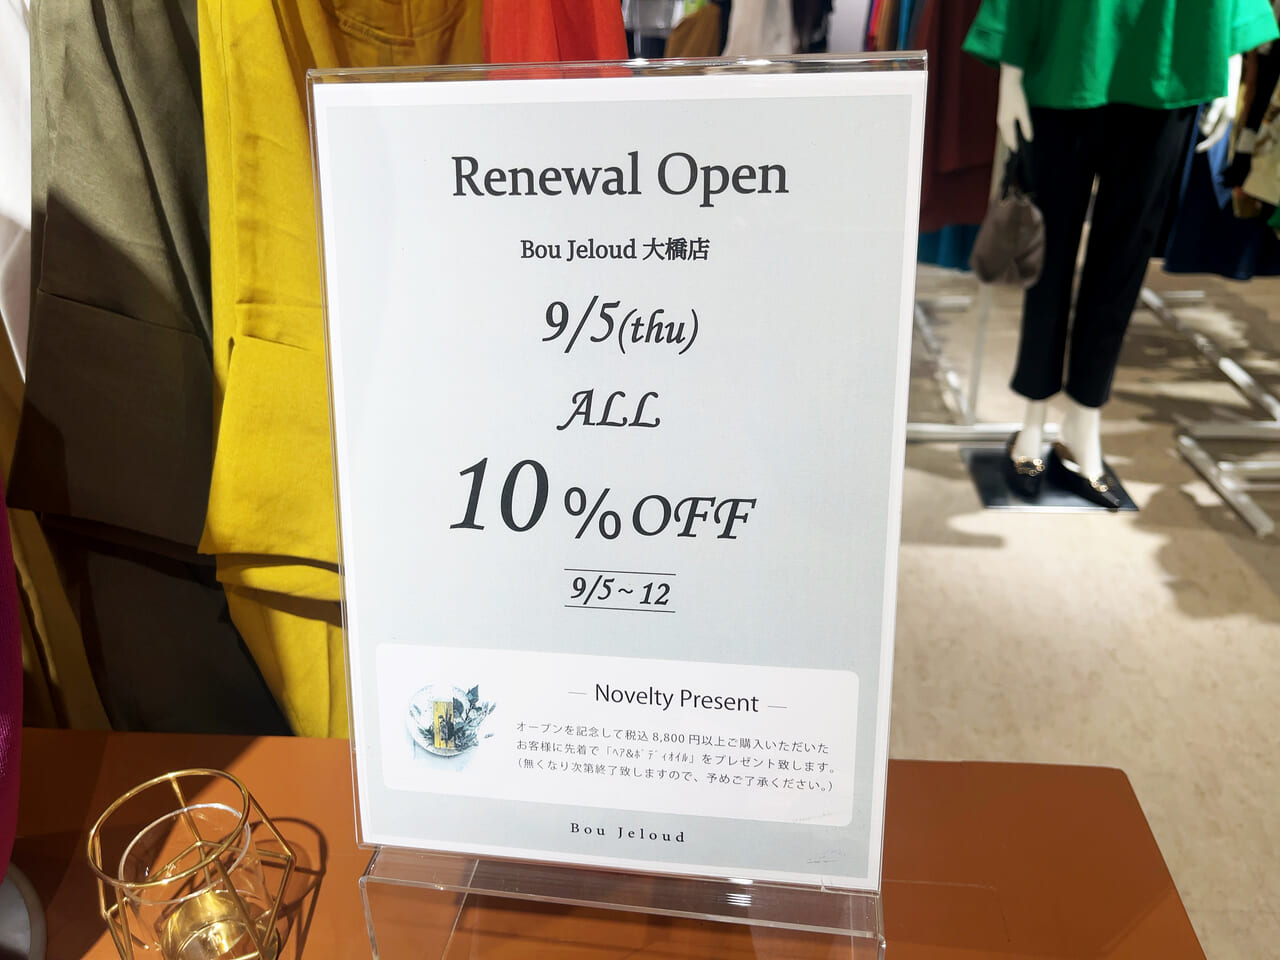 Renewal Open
Bou Jeloud 大橋店
9/5(thu)
ALL
10%OFF
9/5~12
— Novelty Present —
オープンを記念して税込8,800円以上ご購入いただいた
お客様に先着で「ﾍｱ&ﾎﾞﾃﾞｨｵｲﾙ」をプレゼント致します。
(無くなり次第終了致しますので、予めご了承ください。)
Bou Jeloud